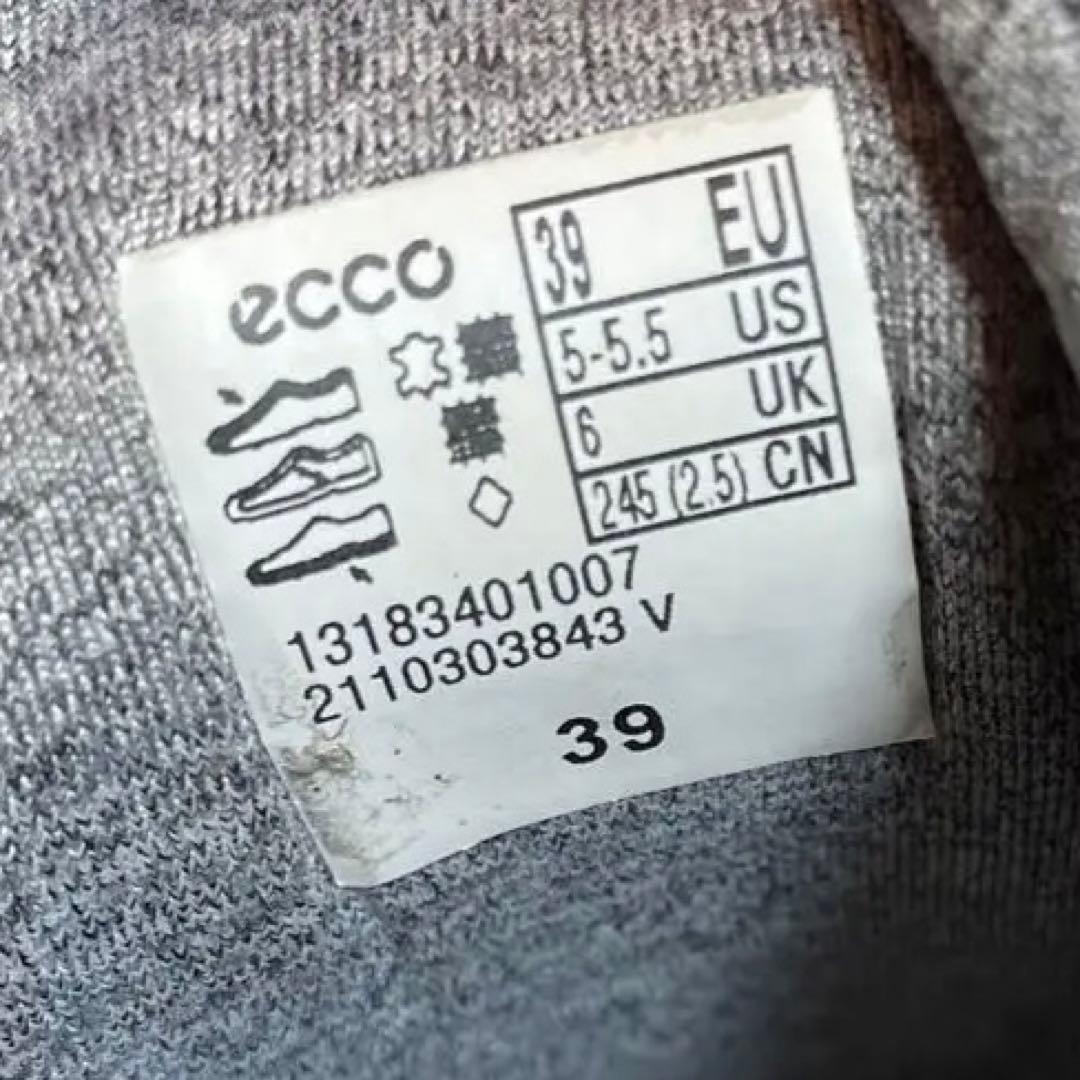 ecco
39 EU
5-5.5 US
6 UK
245 (2.5) CN
13183401007
2110303843 V
39